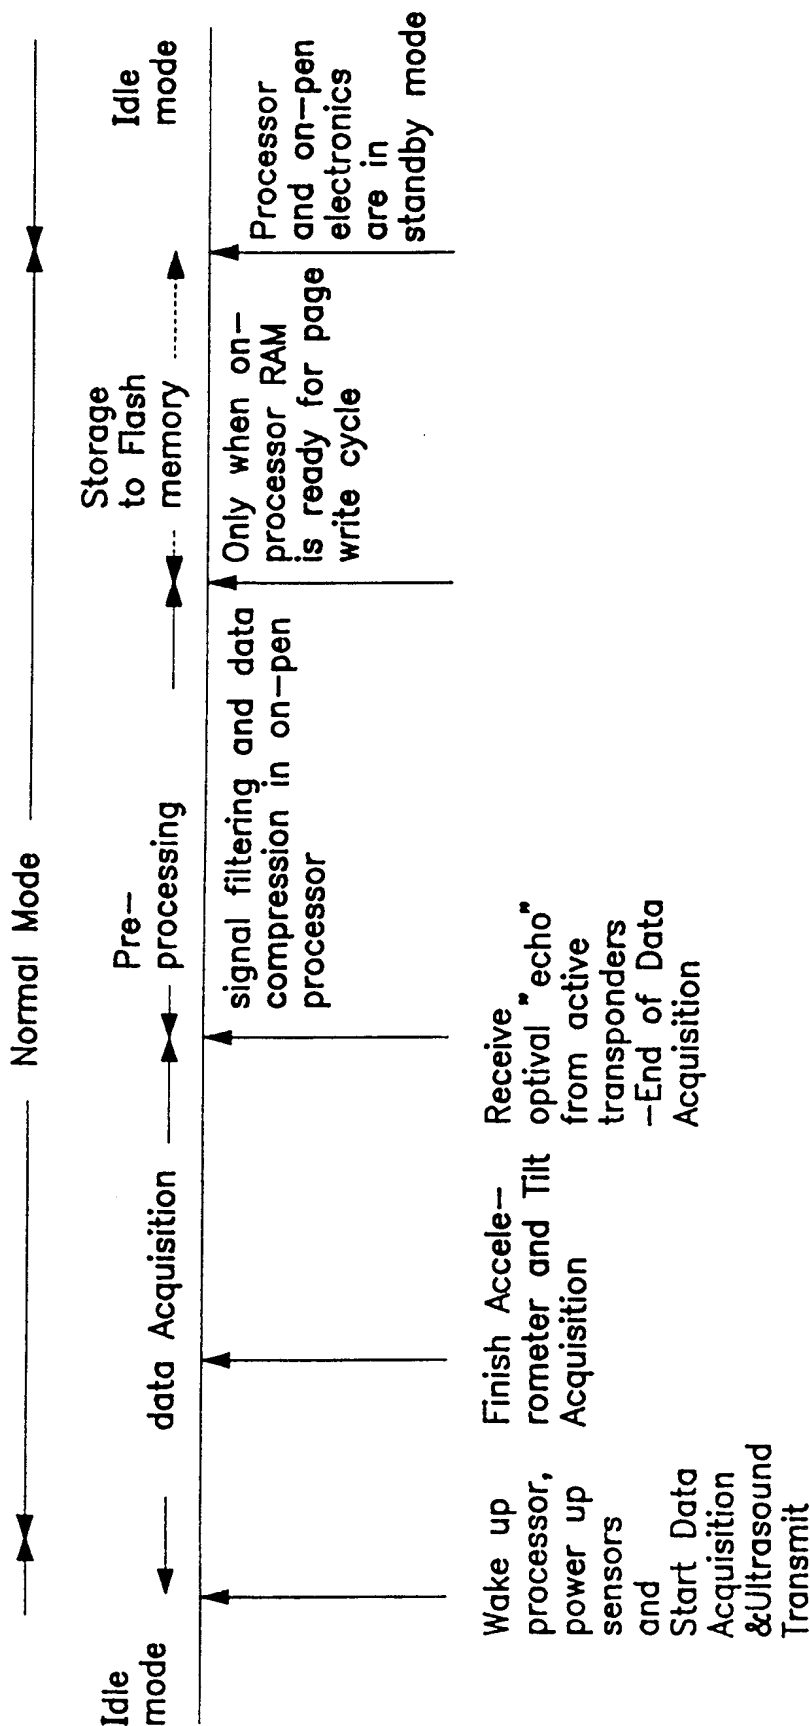 Normal Mode
Idle
mode
data Acquisition
Pre-
processing
Storage
to Flash
memory
Idle
mode
Wake up
processor,
power up
sensors
and
Start Data
Acquisition
&Ultrasound
Transmit
Finish Accele-
rometer and Tilt
Acquisition
Receive
optival "echo"
from active
transponders
-End of Data
Acquisition
signal filtering and data
compression in on-pen
processor
Only when on-
processor RAM
is ready for page
write cycle
Processor
and on-pen
electronics
are in
standby mode